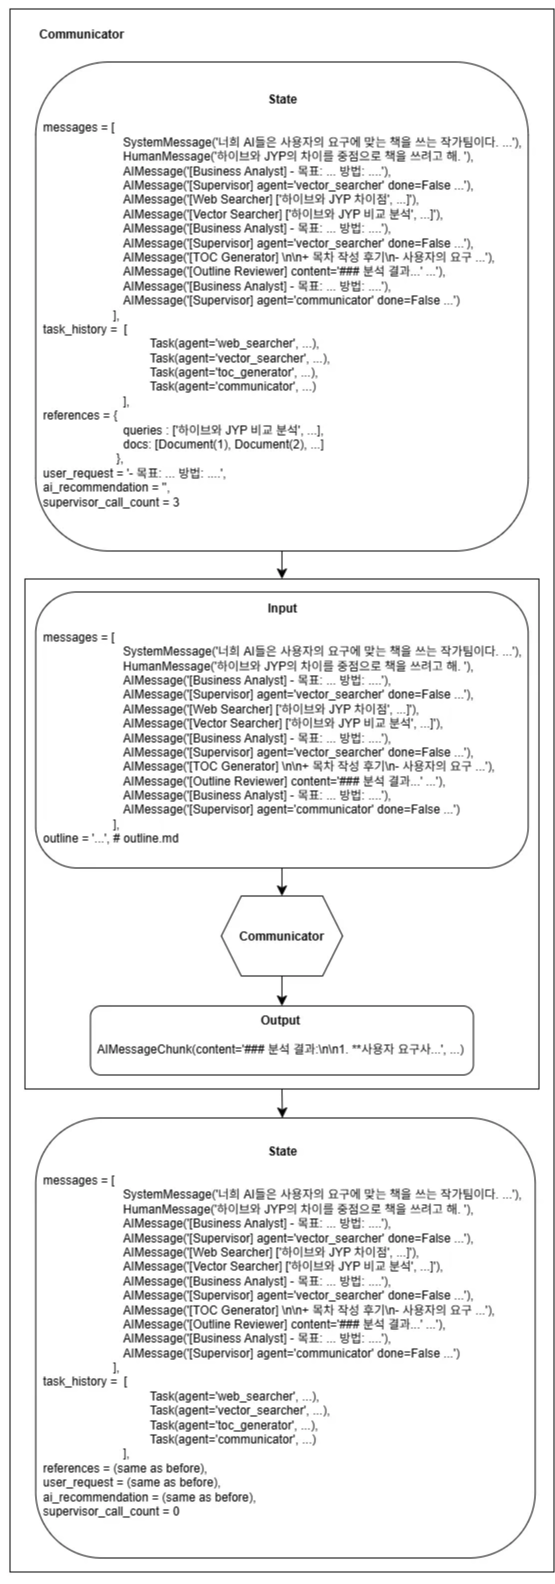 Communicator
State
messages = [
SystemMessage('너희 AI들은 사용자의 요구에 맞는 책을 쓰는 작가팀이다. ...'),
HumanMessage('하이브와 JYP의 차이를 중점으로 책을 쓰려고 해. '),
AIMessage('[Business Analyst] - 목표: ... 방법: ....'),
AIMessage('[Supervisor] agent='vector_searcher' done=False ...'),
AIMessage('[Web Searcher] ['하이브와 JYP 차이점', ...]'),
AIMessage('[Vector Searcher] ['하이브와 JYP 비교 분석', ...]'),
AIMessage('[Business Analyst] - 목표: ... 방법: ....'),
AIMessage('[Supervisor] agent='vector_searcher' done=False ...'),
AIMessage('[TOC Generator] \n\n+ 목차 작성 후기\n- 사용자의 요구 ...'),
AIMessage('[Outline Reviewer] content='### 분석 결과...' ...'),
AIMessage('[Business Analyst] - 목표: ... 방법: ....'),
AIMessage('[Supervisor] agent='communicator' done=False ...')
],
task_history = [
Task(agent='web_searcher', ...),
Task(agent='vector_searcher', ...),
Task(agent='toc_generator', ...),
Task(agent='communicator', ...)
],
references = {
queries : ['하이브와 JYP 비교 분석', ...],
docs: [Document(1), Document(2), ...]
},
user_request = '- 목표: ... 방법: ....',
ai_recommendation = '',
supervisor_call_count = 3
Input
messages = [
SystemMessage('너희 AI들은 사용자의 요구에 맞는 책을 쓰는 작가팀이다. ...'),
HumanMessage('하이브와 JYP의 차이를 중점으로 책을 쓰려고 해. '),
AIMessage('[Business Analyst] - 목표: ... 방법: ....'),
AIMessage('[Supervisor] agent='vector_searcher' done=False ...'),
AIMessage('[Web Searcher] ['하이브와 JYP 차이점', ...]'),
AIMessage('[Vector Searcher] ['하이브와 JYP 비교 분석', ...]'),
AIMessage('[Business Analyst] - 목표: ... 방법: ....'),
AIMessage('[Supervisor] agent='vector_searcher' done=False ...'),
AIMessage('[TOC Generator] \n\n+ 목차 작성 후기\n- 사용자의 요구 ...'),
AIMessage('[Outline Reviewer] content='### 분석 결과...' ...'),
AIMessage('[Business Analyst] - 목표: ... 방법: ....'),
AIMessage('[Supervisor] agent='communicator' done=False ...')
],
outline = '...', # outline.md
Communicator
Output
AIMessageChunk(content='### 분석 결과:\n\n1. **사용자 요구사...', ...)
State
messages = [
SystemMessage('너희 AI들은 사용자의 요구에 맞는 책을 쓰는 작가팀이다. ...'),
HumanMessage('하이브와 JYP의 차이를 중점으로 책을 쓰려고 해. '),
AIMessage('[Business Analyst] - 목표: ... 방법: ....'),
AIMessage('[Supervisor] agent='vector_searcher' done=False ...'),
AIMessage('[Web Searcher] ['하이브와 JYP 차이점', ...]'),
AIMessage('[Vector Searcher] ['하이브와 JYP 비교 분석', ...]'),
AIMessage('[Business Analyst] - 목표: ... 방법: ....'),
AIMessage('[Supervisor] agent='vector_searcher' done=False ...'),
AIMessage('[TOC Generator] \n\n+ 목차 작성 후기\n- 사용자의 요구 ...'),
AIMessage('[Outline Reviewer] content='### 분석 결과...' ...'),
AIMessage('[Business Analyst] - 목표: ... 방법: ....'),
AIMessage('[Supervisor] agent='communicator' done=False ...')
],
task_history = [
Task(agent='web_searcher', ...),
Task(agent='vector_searcher', ...),
Task(agent='toc_generator', ...),
Task(agent='communicator', ...)
],
references = (same as before),
user_request = (same as before),
ai_recommendation = (same as before),
supervisor_call_count = 0